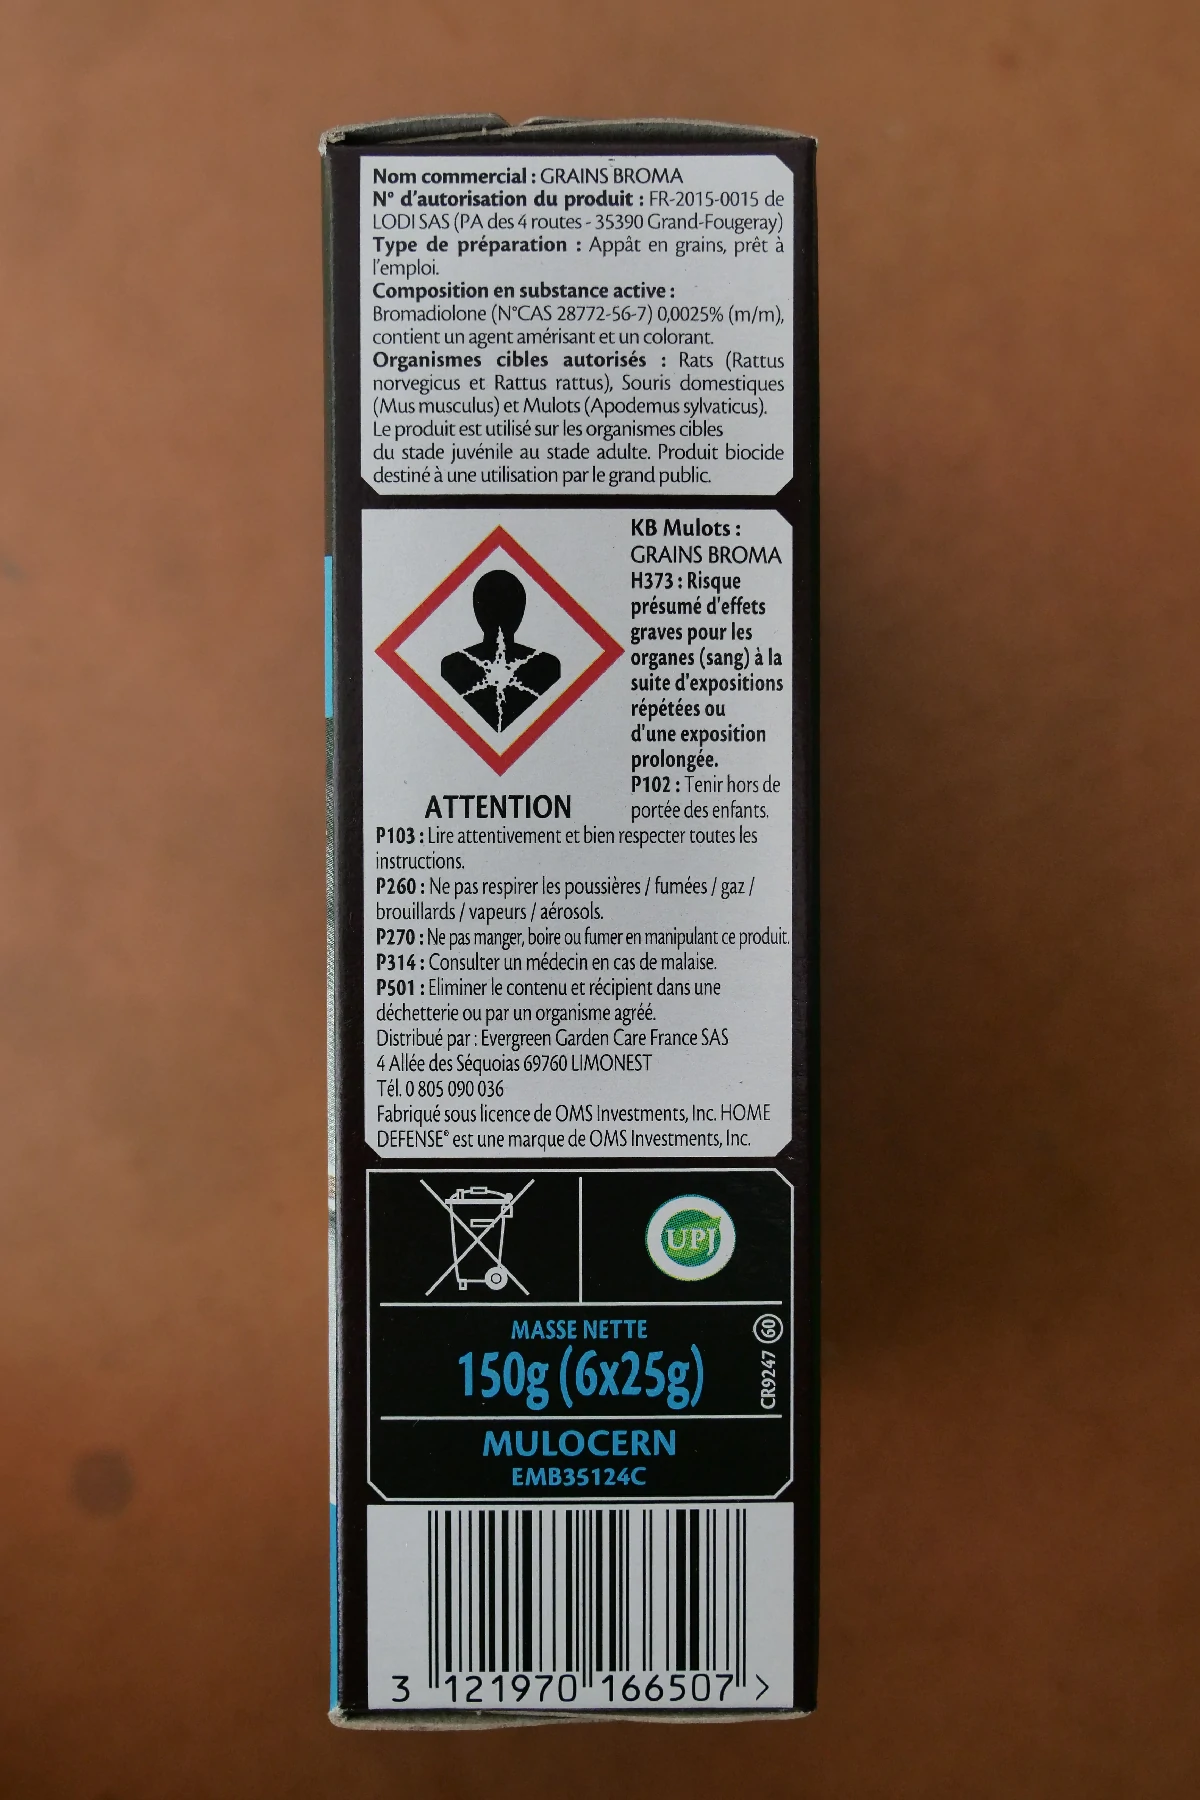 Nom commercial : GRAINS BROMA
N° d'autorisation du produit : FR-2015-0015 de
LODI SAS (PA des 4 routes - 35390 Grand-Fougeray)
Type de préparation : Appât en grains, prêt à
l'emploi.
Composition en substance active :
Bromadiolone (N°CAS 28772-56-7) 0,0025% (m/m),
contient un agent amérisant et un colorant.
Organismes cibles autorisés : Rats (Rattus
norvegicus et Rattus rattus), Souris domestiques
(Mus musculus) et Mulots (Apodemus sylvaticus).
Le produit est utilisé sur les organismes cibles
du stade juvénile au stade adulte. Produit biocide
destiné à une utilisation par le grand public.
KB Mulots :
GRAINS BROMA
H373 : Risque
présumé d'effets
graves pour les
organes (sang) à la
suite d'expositions
répétées ou
d'une exposition
prolongée.
P102 : Tenir hors de
portée des enfants.
ATTENTION
P103 : Lire attentivement et bien respecter toutes les
instructions.
P260 : Ne pas respirer les poussières / fumées / gaz /
brouillards / vapeurs / aérosols.
P270 : Ne pas manger, boire ou fumer en manipulant ce produit.
P314 : Consulter un médecin en cas de malaise.
P501 : Eliminer le contenu et récipient dans une
déchetterie ou par un organisme agréé.
Distribué par : Evergreen Garden Care France SAS
4 Allée des Séquoias 69760 LIMONEST
Tél. 0 805 090 036
Fabriqué sous licence de OMS Investments, Inc. HOME
DEFENSE® est une marque de OMS Investments, Inc.
UPJ
MASSE NETTE
150g (6x25g)
CR9247 60
MULOCERN
EMB35124C
3 121970 166507 >